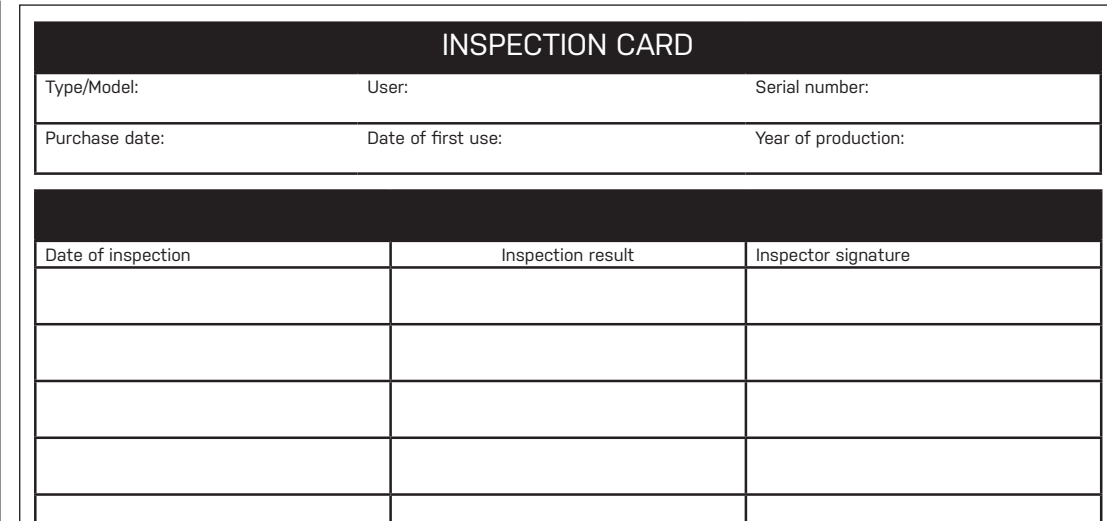 INSPECTION CARD
Type/Model: User: Serial number:
Purchase date: Date of first use: Year of production:
Date of inspection Inspection result Inspector signature